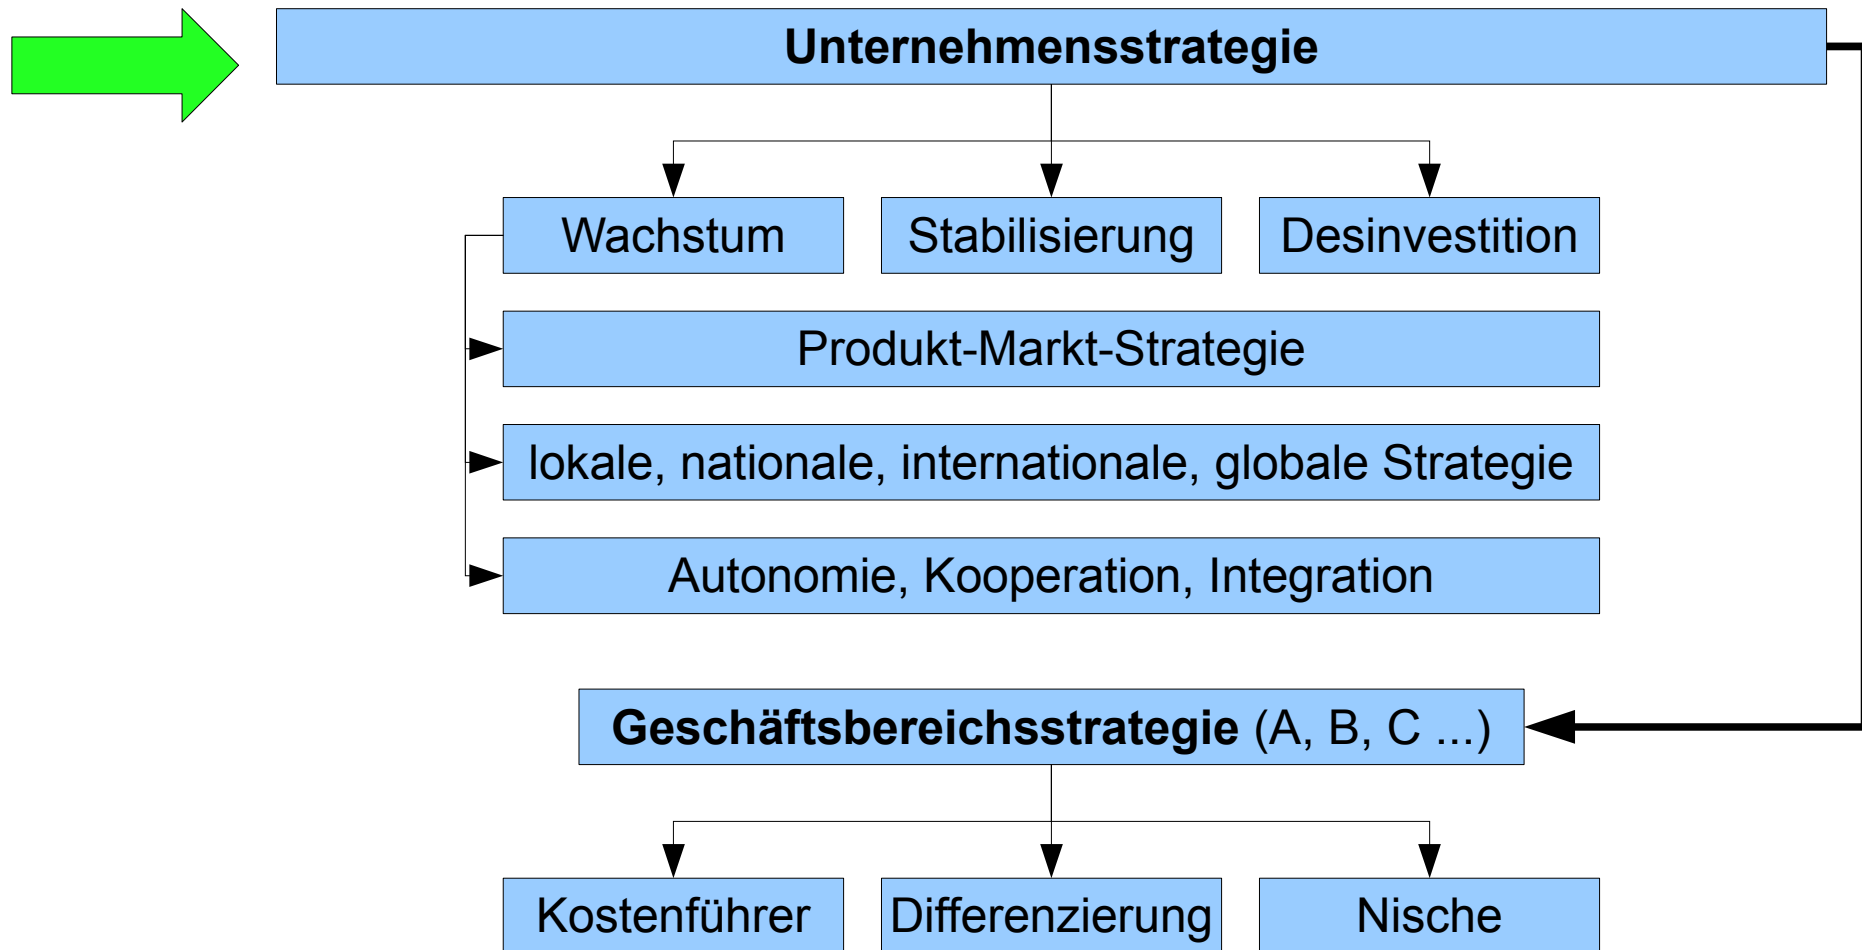 Unternehmensstrategie
Wachstum
Stabilisierung
Desinvestition
Produkt-Markt-Strategie
lokale, nationale, internationale, globale Strategie
Autonomie, Kooperation, Integration
Geschäftsbereichsstrategie (A, B, C ...)
Kostenführer
Differenzierung
Nische